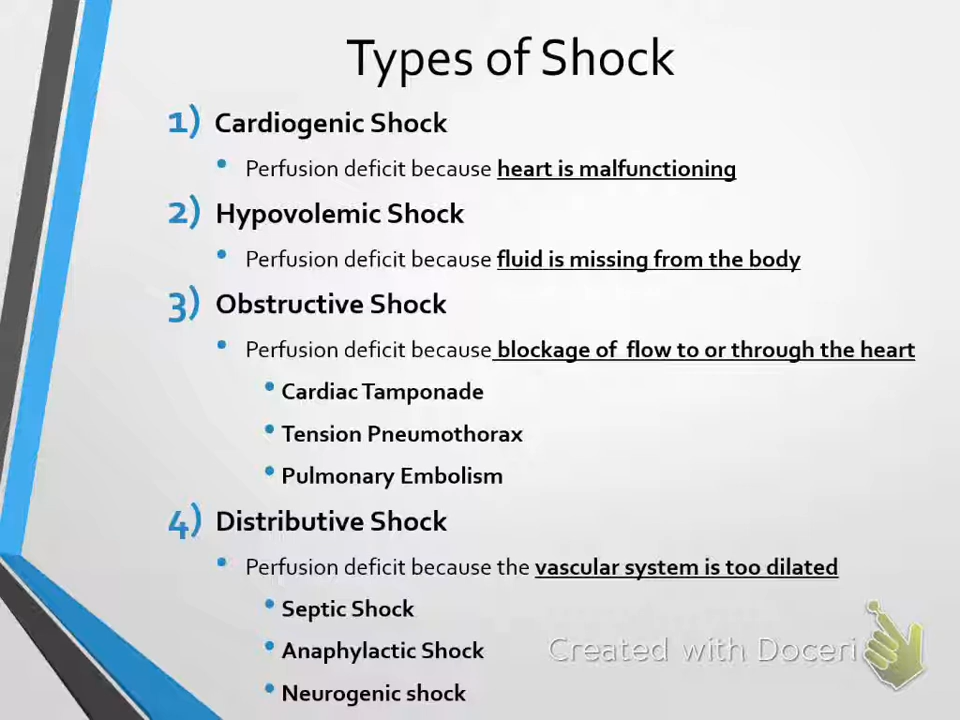 Types of Shock
1) Cardiogenic Shock
• Perfusion deficit because heart is malfunctioning
2) Hypovolemic Shock
• Perfusion deficit because fluid is missing from the body
3) Obstructive Shock
• Perfusion deficit because blockage of  flow to or through the heart
• Cardiac Tamponade
• Tension Pneumothorax
• Pulmonary Embolism
4) Distributive Shock
• Perfusion deficit because the vascular system is too dilated
• Septic Shock
• Anaphylactic Shock
• Neurogenic shock
Created with Doceri